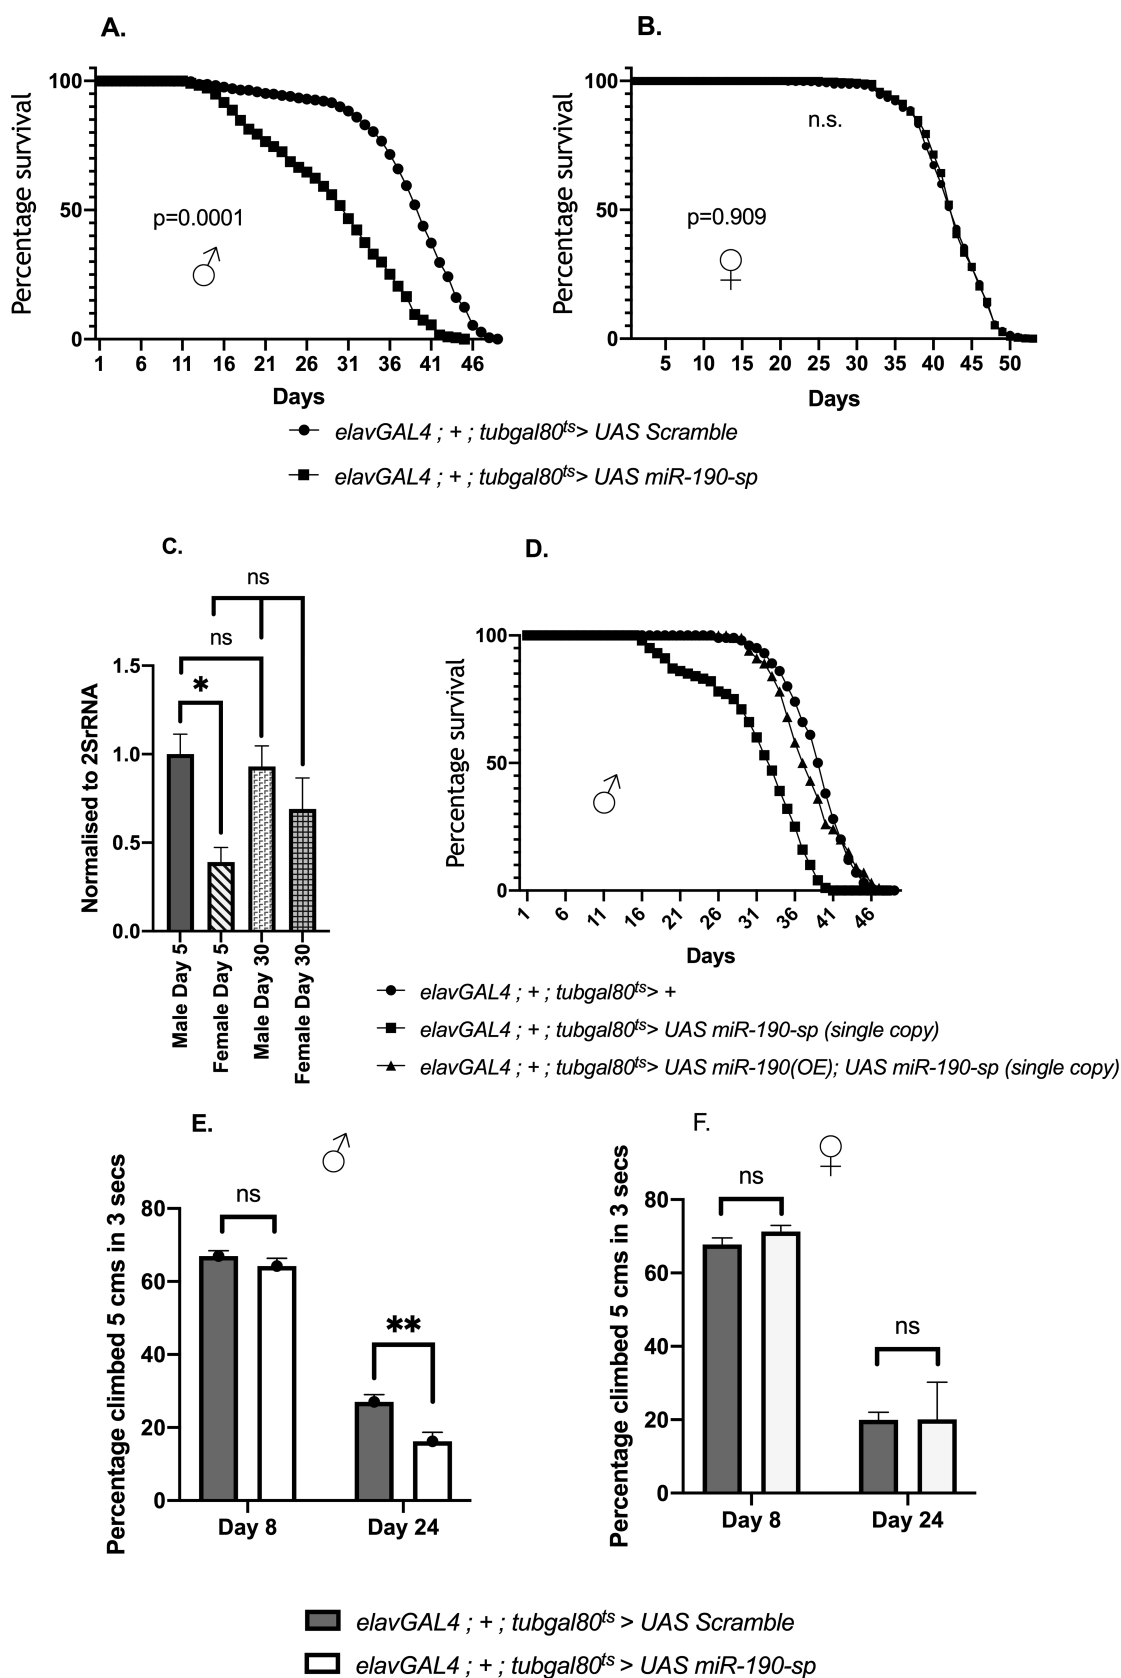 A.
Percentage survival
100
50
0
p=0.0001
♂
1 6 11 16 21 26 31 36 41 46
Days
B.
Percentage survival
100
50
0
n.s.
p=0.909
♀
5 10 15 20 25 30 35 40 45 50
Days
elavGAL4 ; + ; tubgal80ts> UAS Scramble
elavGAL4 ; + ; tubgal80ts> UAS miR-190-sp
C.
Normalised to 2SrRNA
1.5
1.0
0.5
0.0
ns
ns
*
Male Day 5
Female Day 5
Male Day 30
Female Day 30
D.
Percentage survival
100
50
0
♂
1 6 11 16 21 26 31 36 41 46
Days
elavGAL4 ; + ; tubgal80ts> +
elavGAL4 ; + ; tubgal80ts> UAS miR-190-sp (single copy)
elavGAL4 ; + ; tubgal80ts> UAS miR-190(OE); UAS miR-190-sp (single copy)
E.
♂
Percentage climbed 5 cms in 3 secs
80
60
40
20
0
ns
**
Day 8 Day 24
F.
♀
Percentage climbed 5 cms in 3 secs
80
60
40
20
0
ns
ns
Day 8 Day 24
elavGAL4 ; + ; tubgal80ts > UAS Scramble
elavGAL4 ; + ; tubgal80ts > UAS miR-190-sp